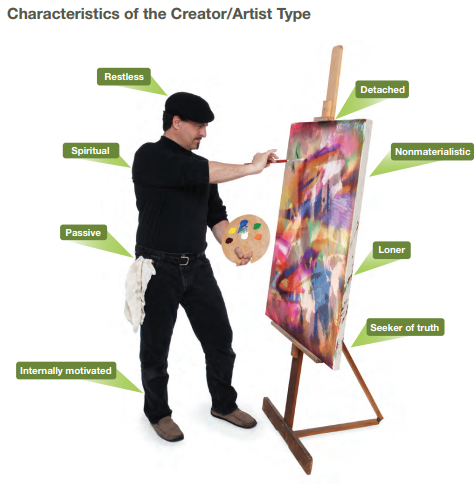 Characteristics of the Creator/Artist Type
Restless
Detached
Spiritual
Nonmaterialistic
Passive
Loner
Seeker of truth
Internally motivated